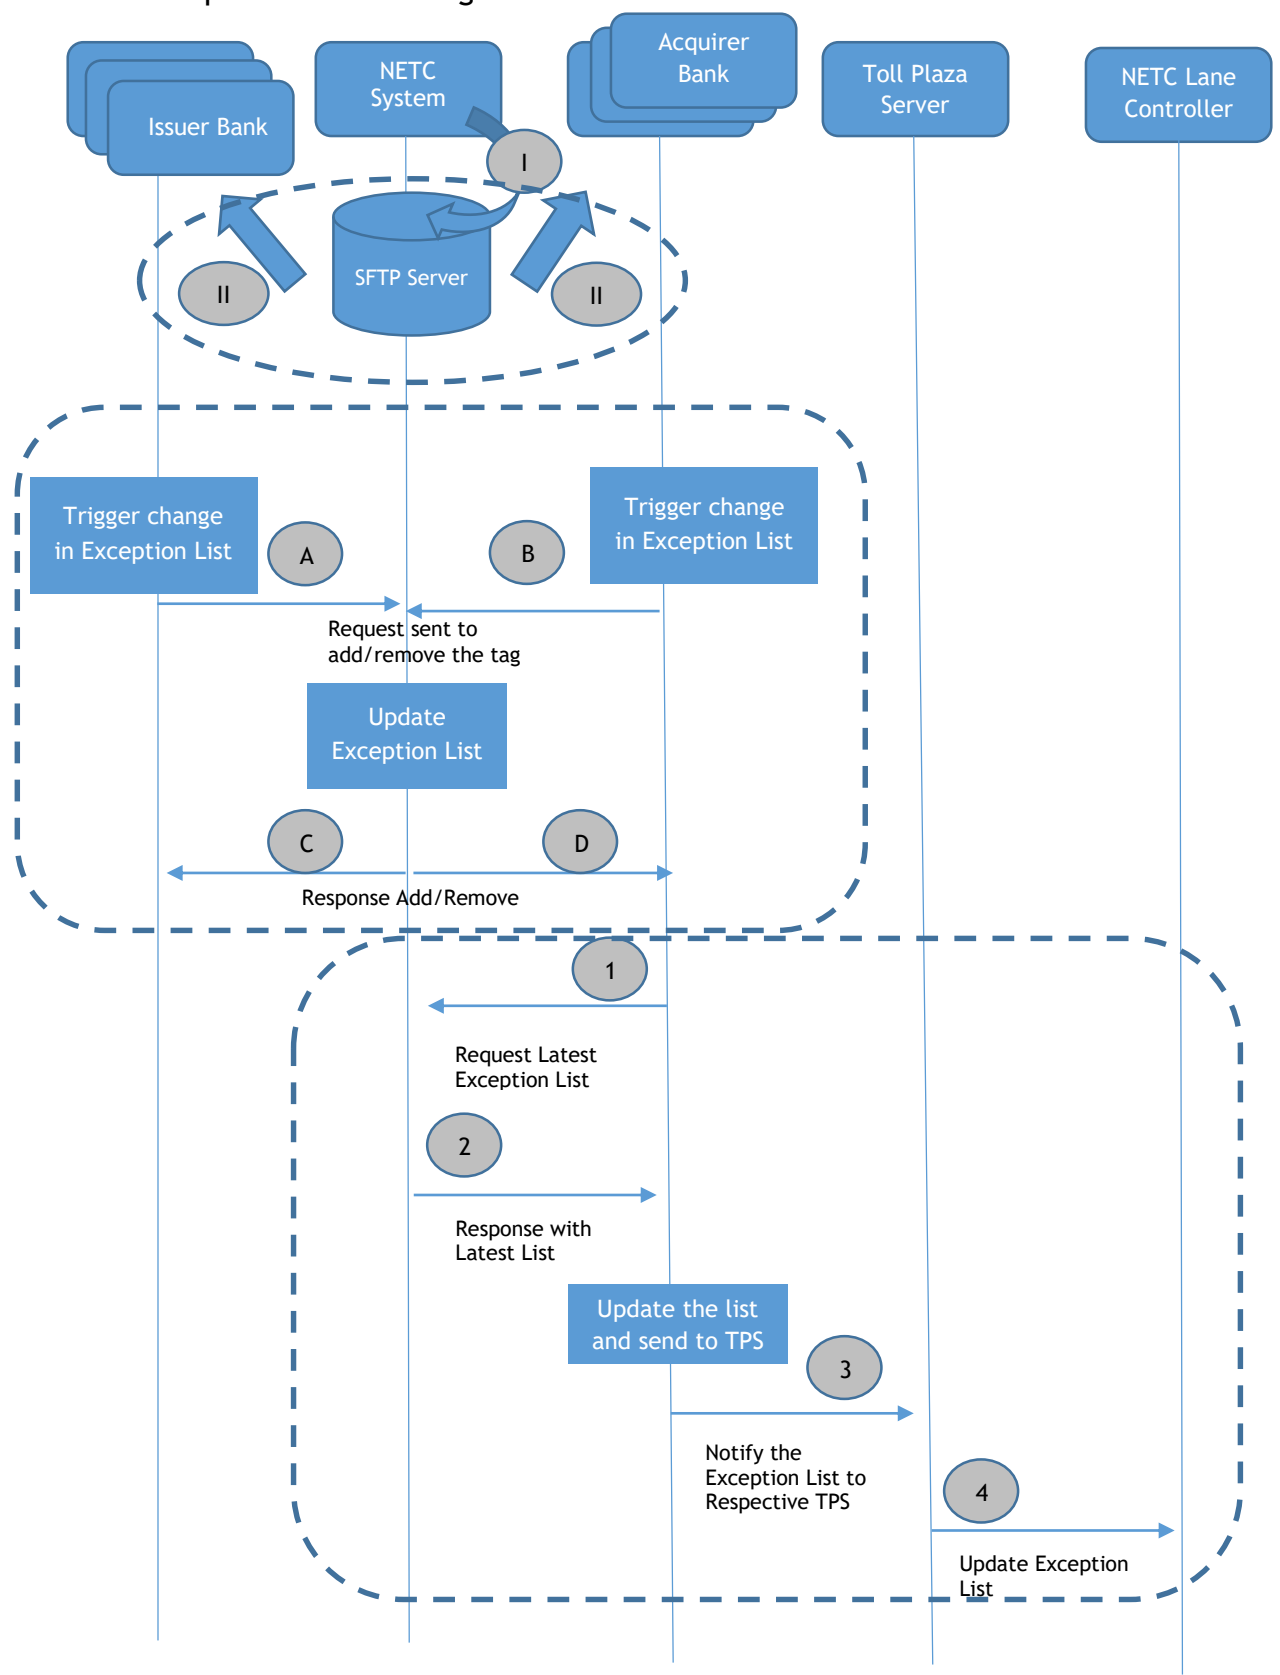 Issuer Bank
NETC
System
Acquirer
Bank
Toll Plaza
Server
NETC Lane
Controller
I
SFTP Server
II
II
Trigger change
in Exception List
A
B
Trigger change
in Exception List
Request sent to
add/remove the tag
Update
Exception List
C
D
Response Add/Remove
1
Request Latest
Exception List
2
Response with
Latest List
Update the list
and send to TPS
3
Notify the
Exception List to
Respective TPS
4
Update Exception
List